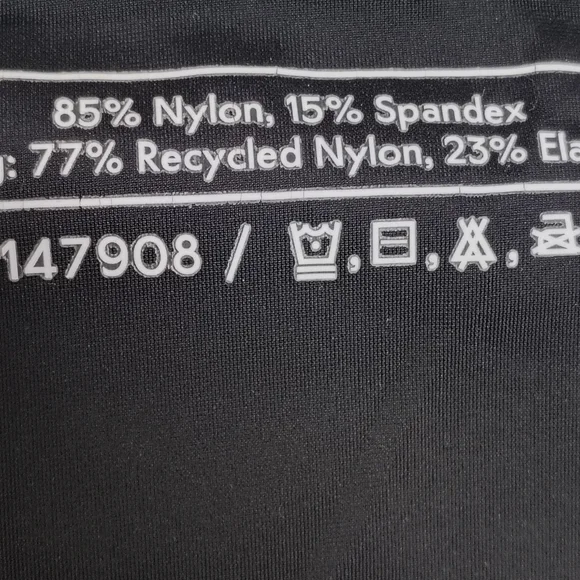 85% Nylon, 15% Spandex
: 77% Recycled Nylon, 23% Ela
147908 / , , ,